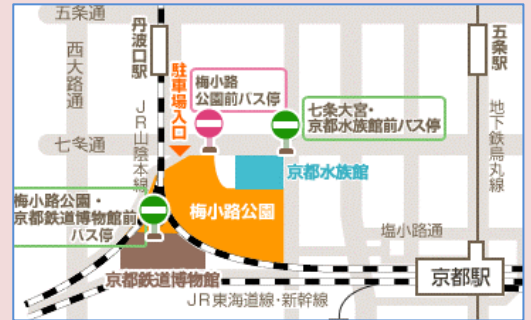 五条通
西大路通
丹波口駅
五条駅
駐車場入口
梅小路
公園前バス停
七条大宮・
京都水族館前バス停
JR山陰本線
地下鉄烏丸線
七条通
京都水族館
梅小路公園・
京都鉄道博物館前
バス停
梅小路公園
塩小路通
京都鉄道博物館
京都駅
JR東海道線・新幹線